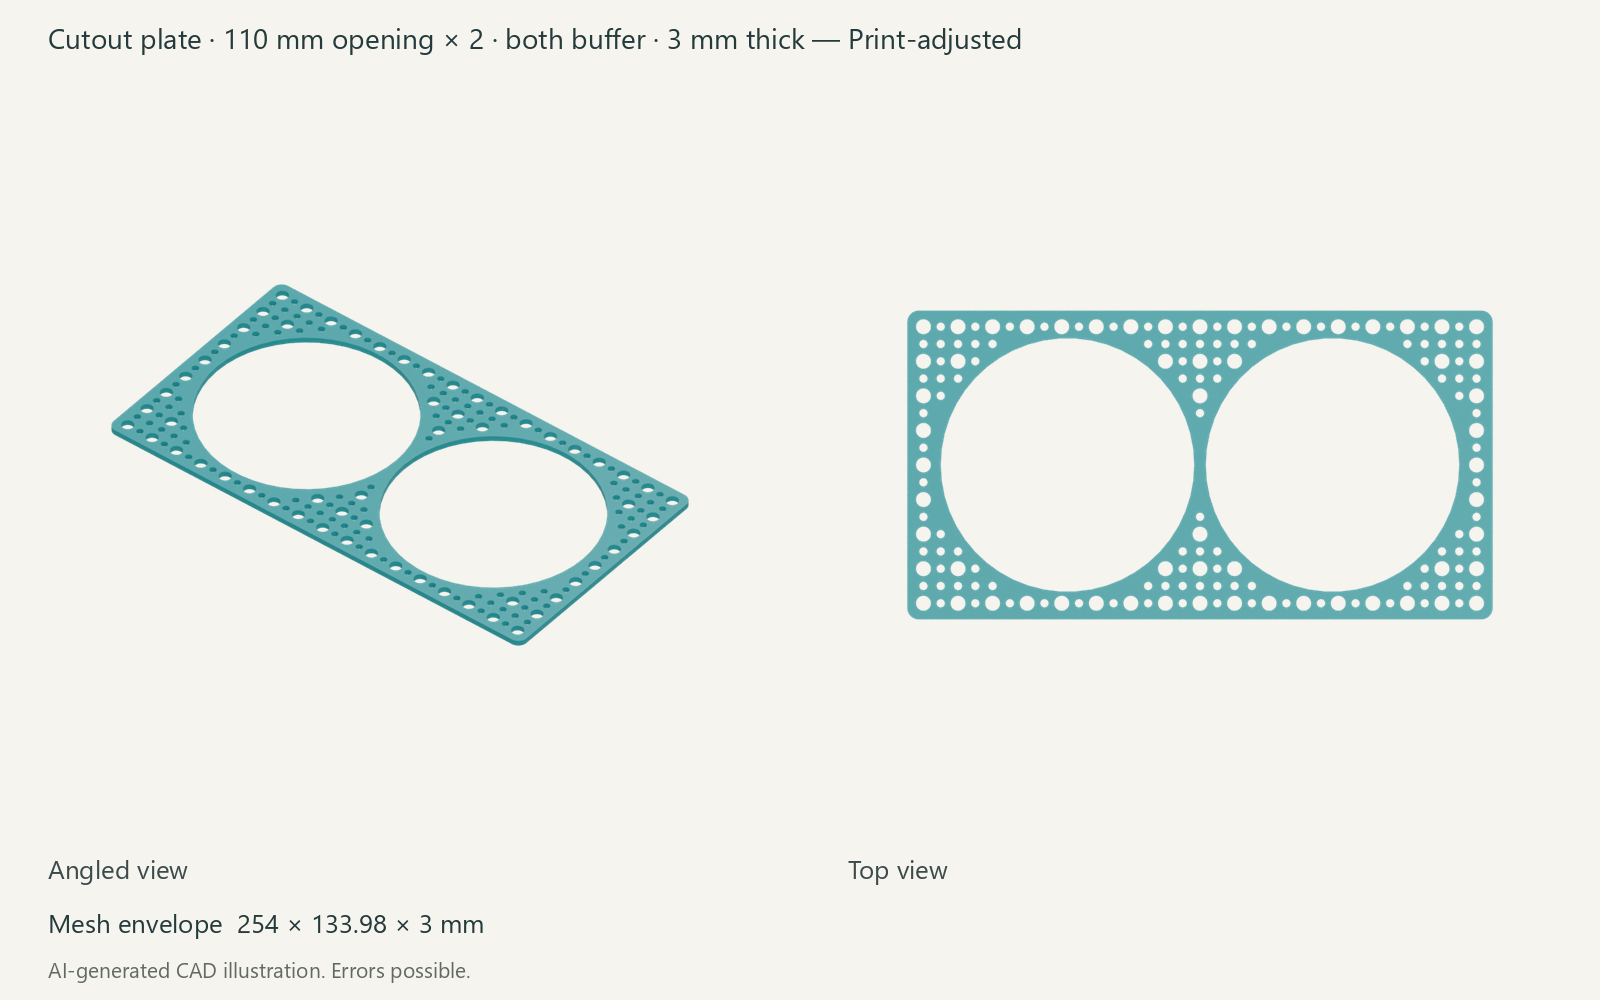 Cutout plate · 110 mm opening × 2 · both buffer · 3 mm thick — Print-adjusted
Angled view
Top view
Mesh envelope  254 × 133.98 × 3 mm
AI-generated CAD illustration. Errors possible.